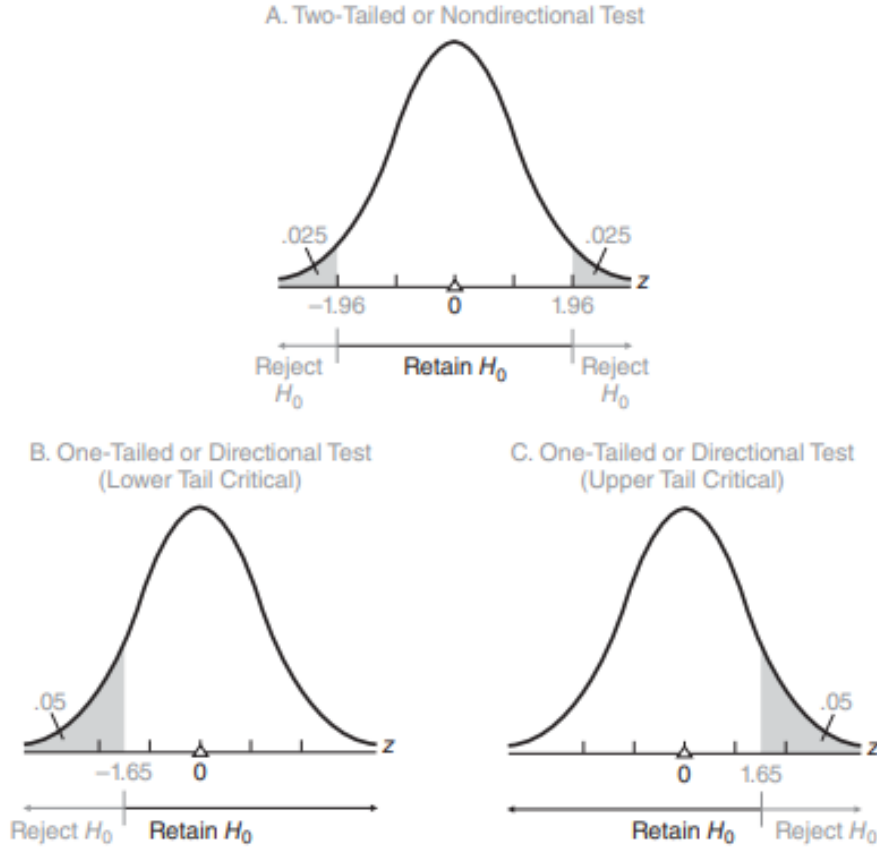 A. Two-Tailed or Nondirectional Test
.025
.025
z
–1.96
0
1.96
Reject H₀
Retain H₀
Reject H₀
B. One-Tailed or Directional Test
(Lower Tail Critical)
.05
z
–1.65
0
Reject H₀
Retain H₀
C. One-Tailed or Directional Test
(Upper Tail Critical)
.05
z
0
1.65
Retain H₀
Reject H₀